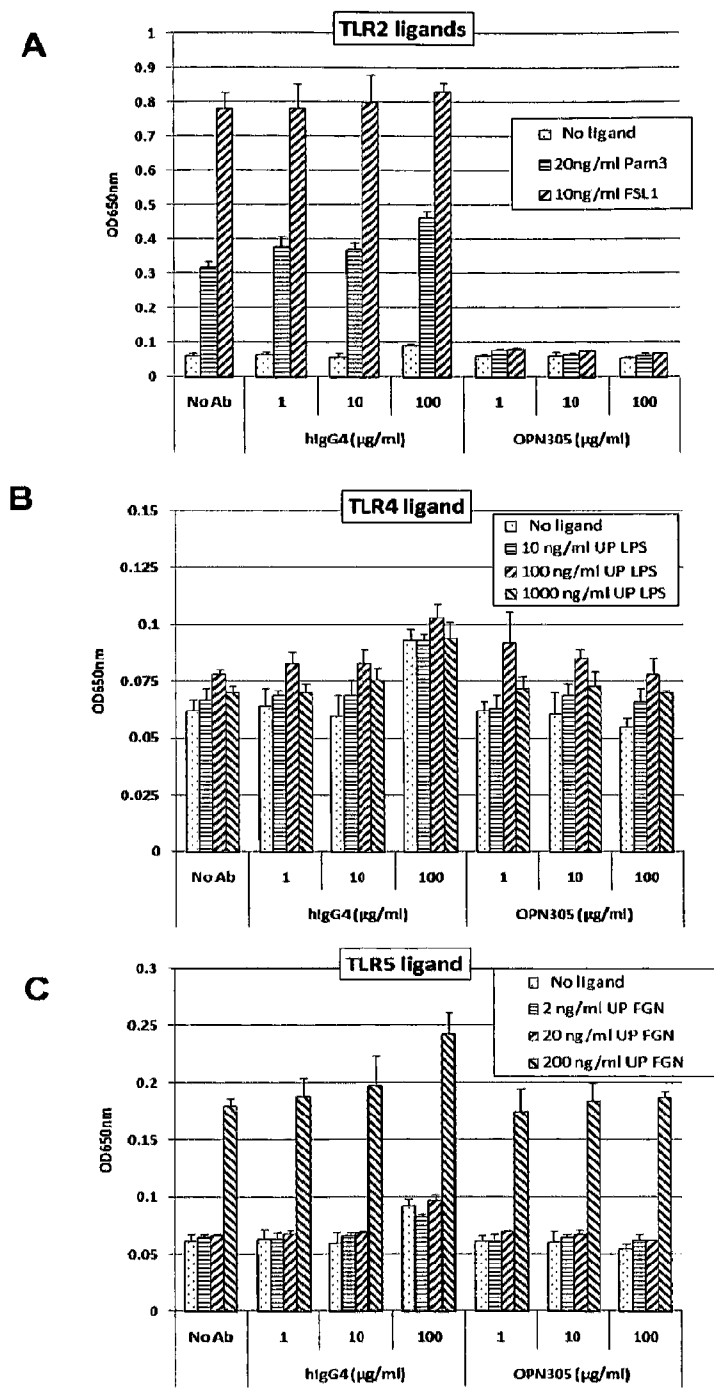 A
TLR2 ligands
1
0.9
0.8
0.7
0.6
0.5
0.4
0.3
0.2
0.1
0
OD650nm
No ligand
20ng/ml Pam3
10ng/ml FSL1
No Ab
1
10
100
1
10
100
hIgG4 (µg/ml)
OPN305 (µg/ml)
B
TLR4 ligand
0.15
0.125
0.1
0.075
0.05
0.025
0
OD650nm
No ligand
10 ng/ml UP LPS
100 ng/ml UP LPS
1000 ng/ml UP LPS
No Ab
1
10
100
1
10
100
hIgG4 (µg/ml)
OPN305 (µg/ml)
C
TLR5 ligand
0.3
0.25
0.2
0.15
0.1
0.05
0
OD650nm
No ligand
2 ng/ml UP FGN
20 ng/ml UP FGN
200 ng/ml UP FGN
No Ab
1
10
100
1
10
100
hIgG4 (µg/ml)
OPN305 (µg/ml)